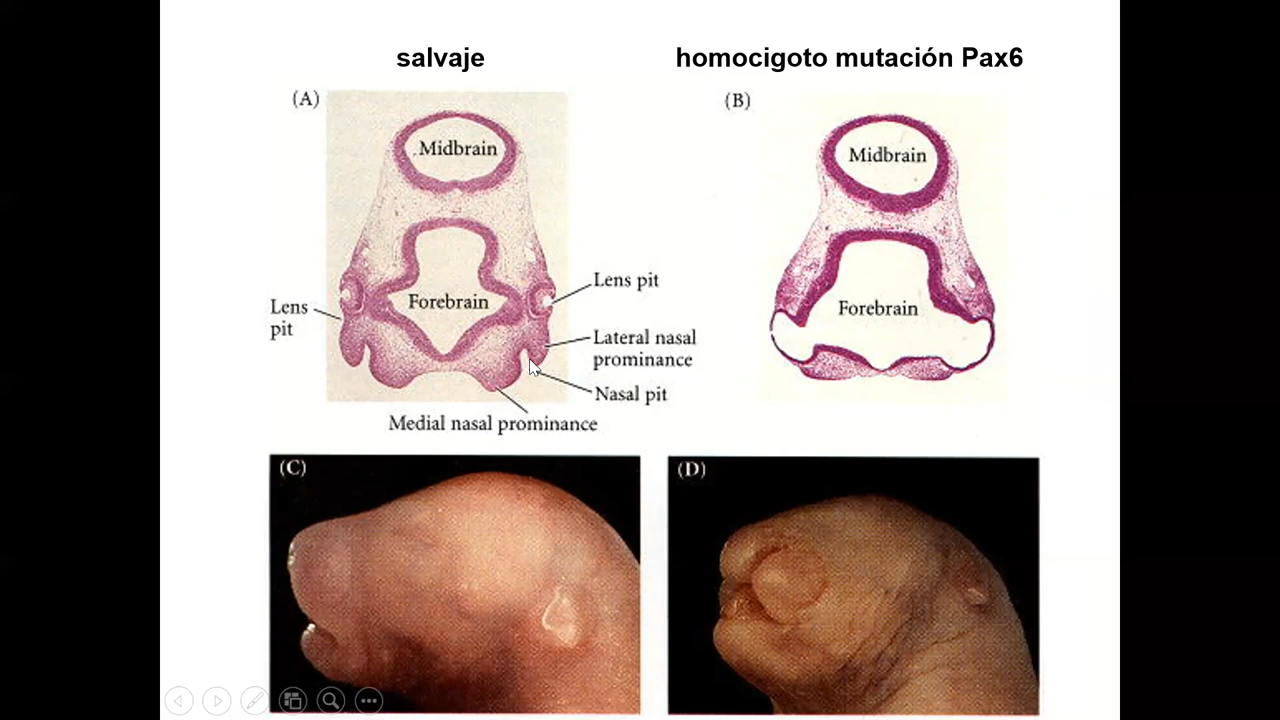 salvaje
homocigoto mutación Pax6
(A)
(B)
Midbrain
Midbrain
Forebrain
Forebrain
Lens
pit
Lens pit
Lateral nasal
prominance
Nasal pit
Medial nasal prominance
(C)
(D)